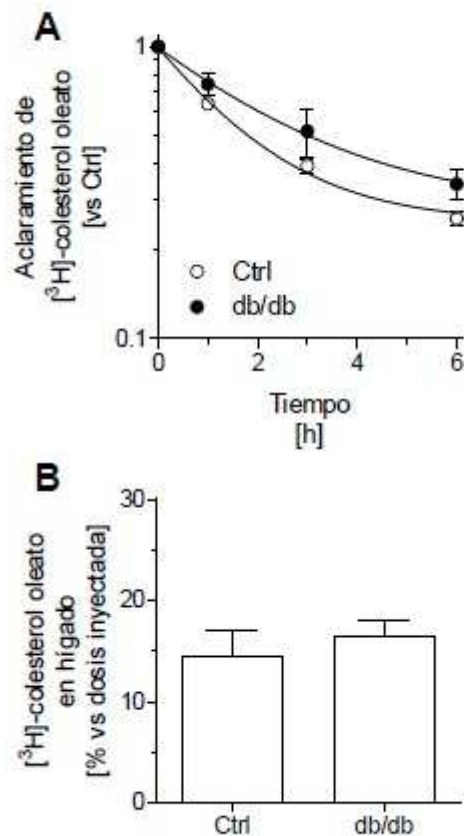 A
Aclaramiento de
[³H]-colesterol oleato
[vs Ctrl]
1
0.1
Ctrl
db/db
0 2 4 6
Tiempo
[h]
B
[³H]-colesterol oleato
en hígado
[% vs dosis inyectada]
30
20
10
0
Ctrl db/db